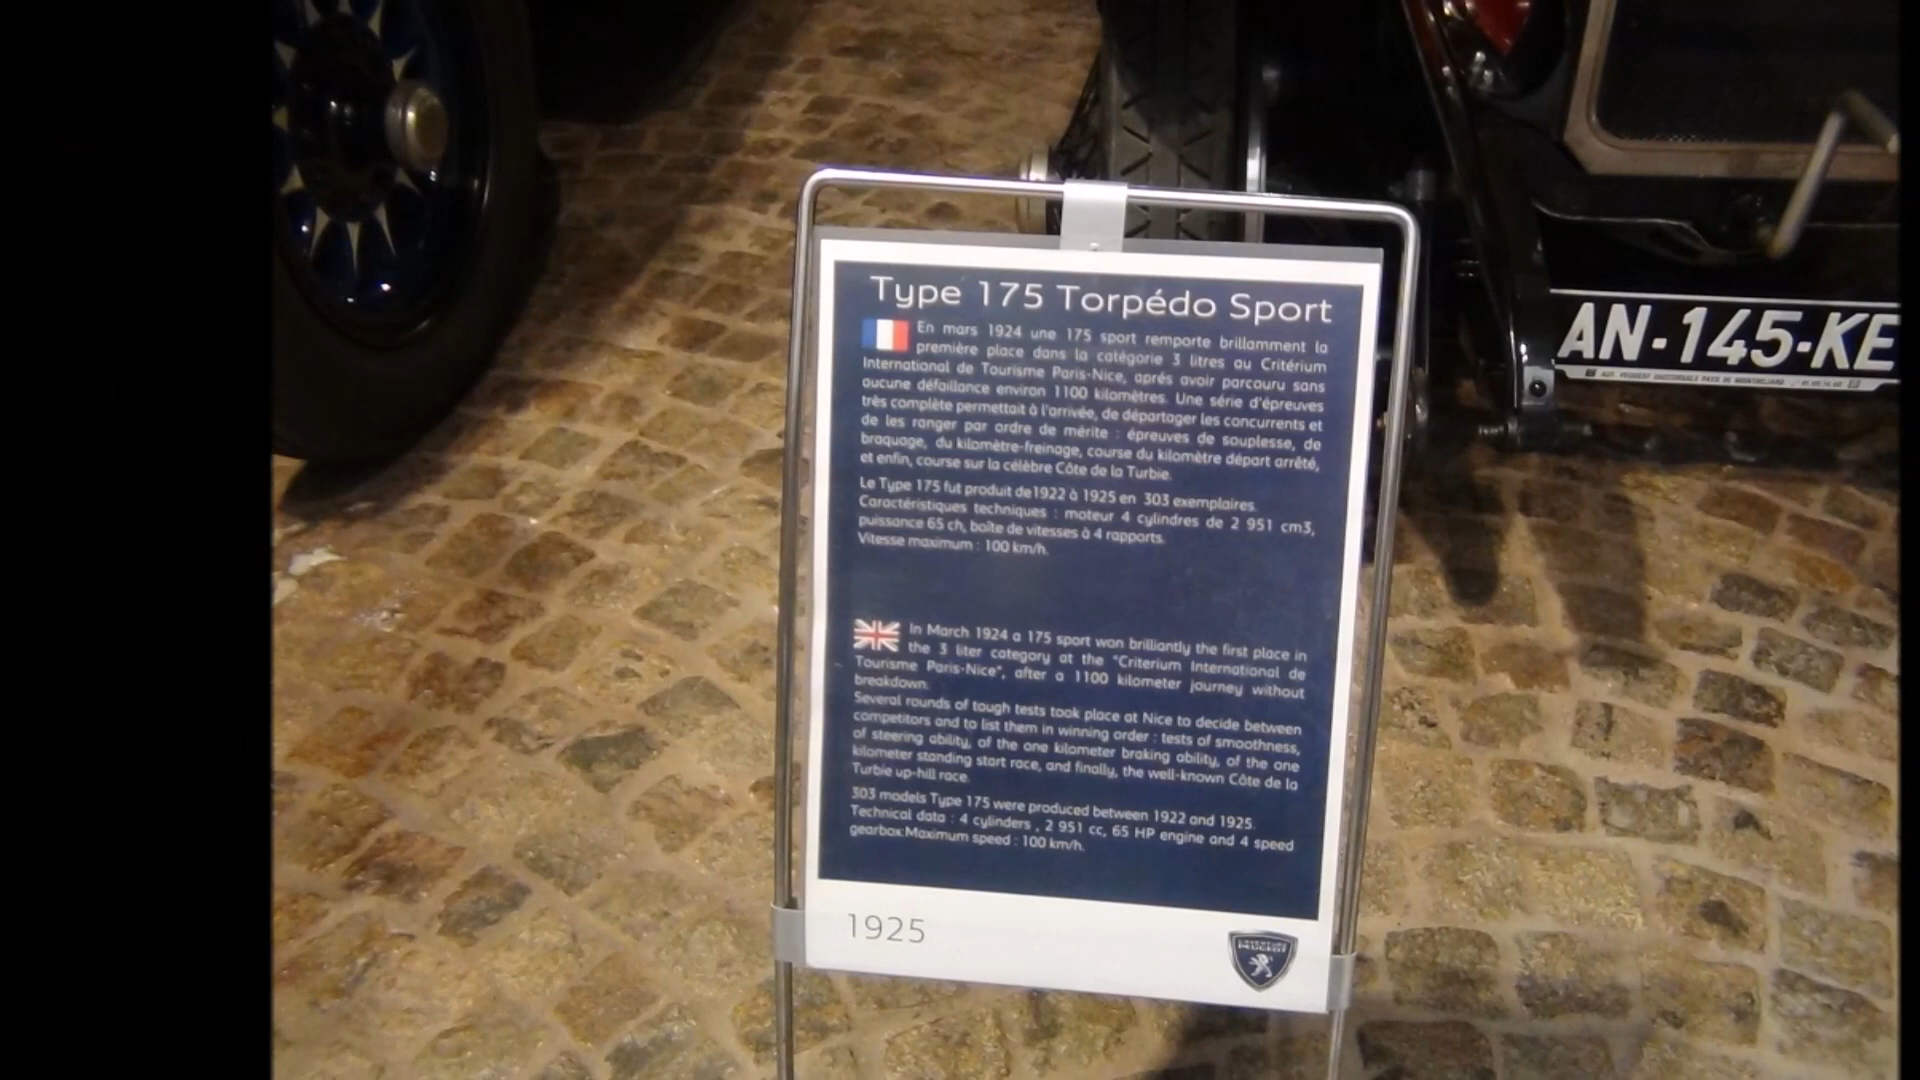 Type 175 Torpédo Sport
En mars 1924 une 175 sport remporte brillamment la
première place dans la catégorie 3 litres au Critérium
International de Tourisme Paris-Nice, aprés avoir parcouru sans
aucune défaillance environ 1100 kilomètres. Une série d'épreuves
très complète permettait à l'arrivée, de départager les concurrents et
de les ranger par ordre de mérite : épreuves de souplesse, de
braquage, du kilomètre-freinage, course du kilomètre départ arrêté,
et enfin, course sur la célèbre Côte de la Turbie.
Le Type 175 fut produit de1922 à 1925 en 303 exemplaires.
Caractéristiques techniques : moteur 4 cylindres de 2 951 cm3,
puissance 65 ch, boîte de vitesses à 4 rapports.
Vitesse maximum : 100 km/h.
In March 1924 a 175 sport won brilliantly the first place in
the 3 liter category at the "Criterium International de
Tourisme Paris-Nice", after a 1100 kilometer journey without
breakdown.
Several rounds of tough tests took place at Nice to decide between
competitors and to list them in winning order : tests of smoothness,
of steering ability, of the one kilometer braking ability, of the one
kilometer standing start race, and finally, the well-known Côte de la
Turbie up-hill race.
303 models Type 175 were produced between 1922 and 1925.
Technical data : 4 cylinders , 2 951 cc, 65 HP engine and 4 speed
gearbox.Maximum speed : 100 km/h.
1925
L'AVENTURE
PEUGEOT
AN-145-KE